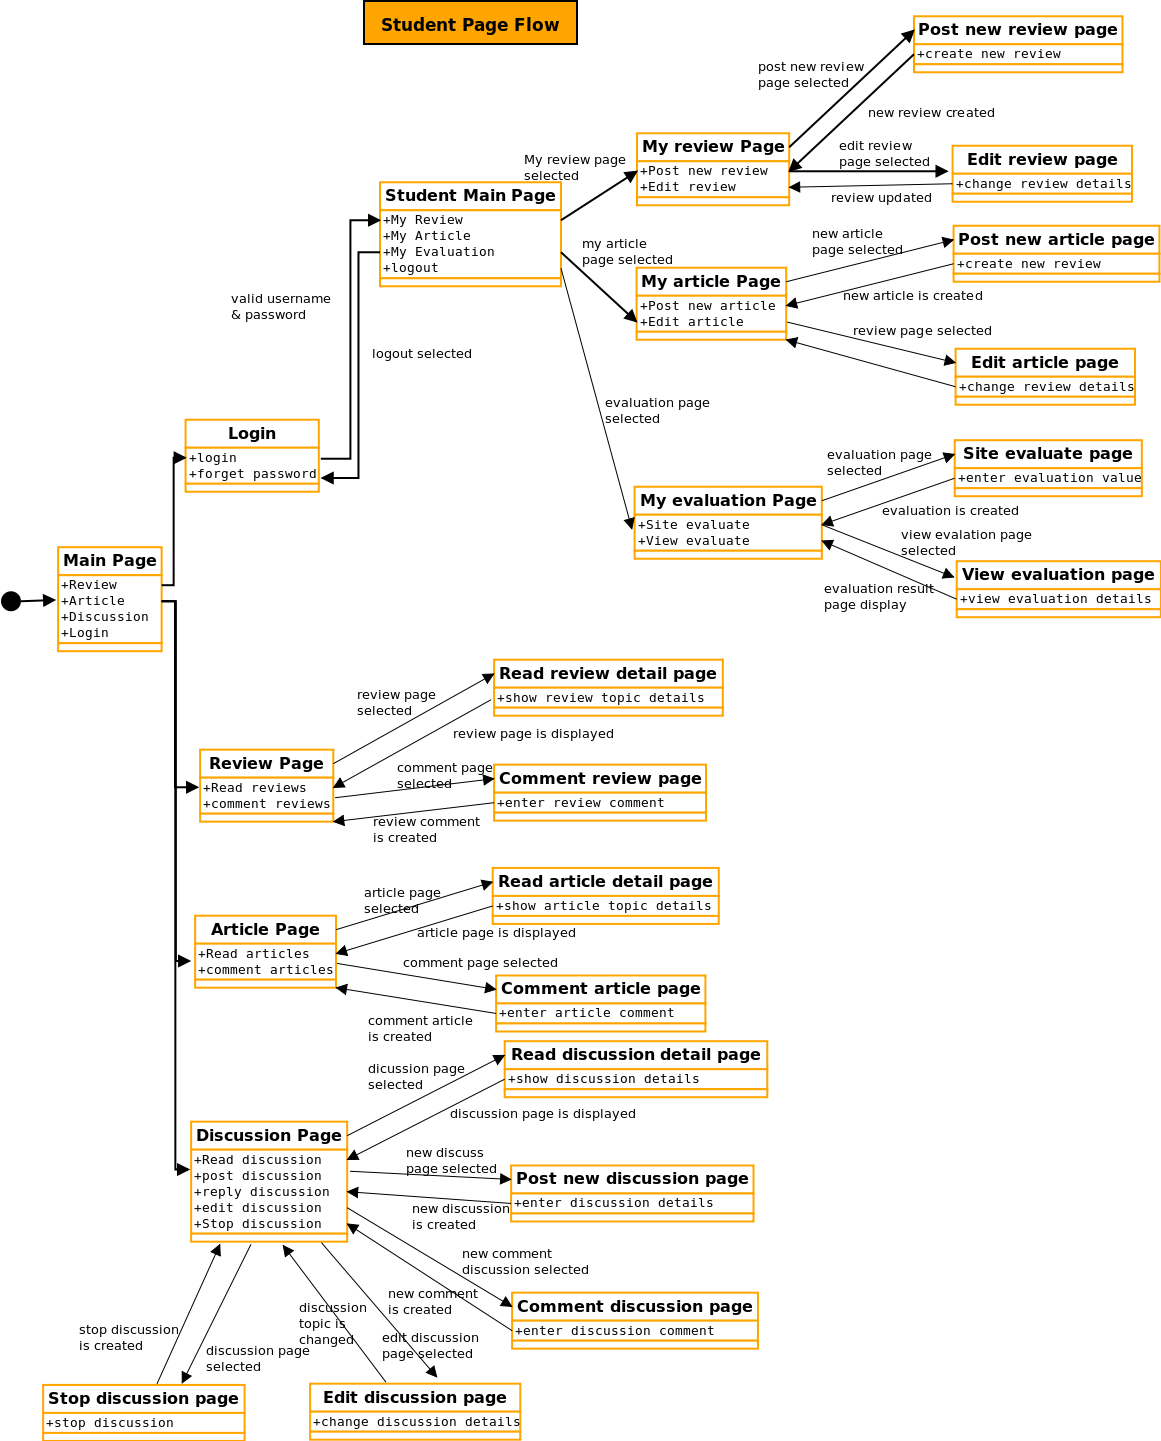 Student Page Flow
Post new review page
+create new review
post new review
page selected
new review created
My review Page
+Post new review
+Edit review
edit review
page selected
Edit review page
+change review details
review updated
My review page
selected
Student Main Page
+My Review
+My Article
+My Evaluation
+logout
my article
page selected
new article
page selected
Post new article page
+create new review
My article Page
+Post new article
+Edit article
new article is created
review page selected
Edit article page
+change review details
valid username
& password
logout selected
evaluation page
selected
Login
+login
+forget password
evaluation page
selected
Site evaluate page
+enter evaluation value
My evaluation Page
+Site evaluate
+View evaluate
evaluation is created
view evalation page
selected
View evaluation page
+view evaluation details
evaluation result
page display
Main Page
+Review
+Article
+Discussion
+Login
Read review detail page
+show review topic details
review page
selected
review page is displayed
Review Page
+Read reviews
+comment reviews
comment page
selected
Comment review page
+enter review comment
review comment
is created
Read article detail page
+show article topic details
article page
selected
article page is displayed
Article Page
+Read articles
+comment articles
comment page selected
Comment article page
+enter article comment
comment article
is created
Read discussion detail page
+show discussion details
dicussion page
selected
discussion page is displayed
Discussion Page
+Read discussion
+post discussion
+reply discussion
+edit discussion
+Stop discussion
new discuss
page selected
Post new discussion page
+enter discussion details
new discussion
is created
new comment
discussion selected
new comment
is created
Comment discussion page
+enter discussion comment
discussion
topic is
changed
edit discussion
page selected
stop discussion
is created
discussion page
selected
Stop discussion page
+stop discussion
Edit discussion page
+change discussion details